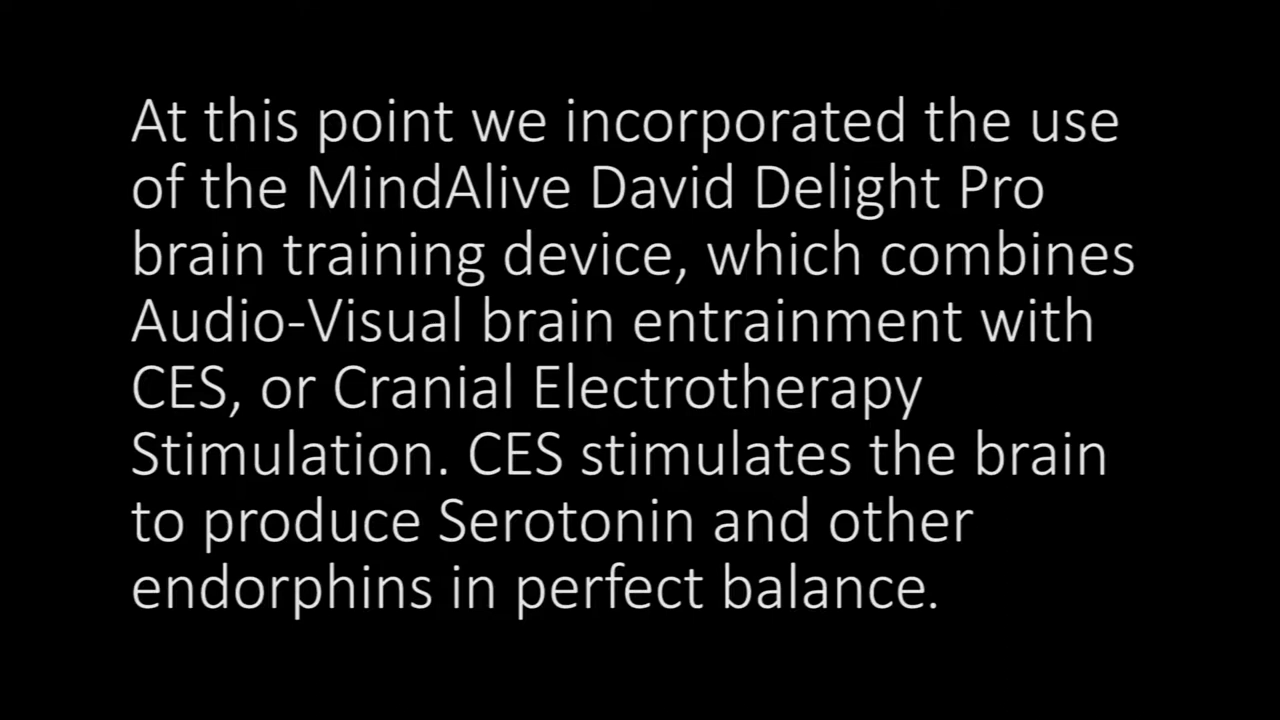 At this point we incorporated the use
of the MindAlive David Delight Pro
brain training device, which combines
Audio-Visual brain entrainment with
CES, or Cranial Electrotherapy
Stimulation. CES stimulates the brain
to produce Serotonin and other
endorphins in perfect balance.